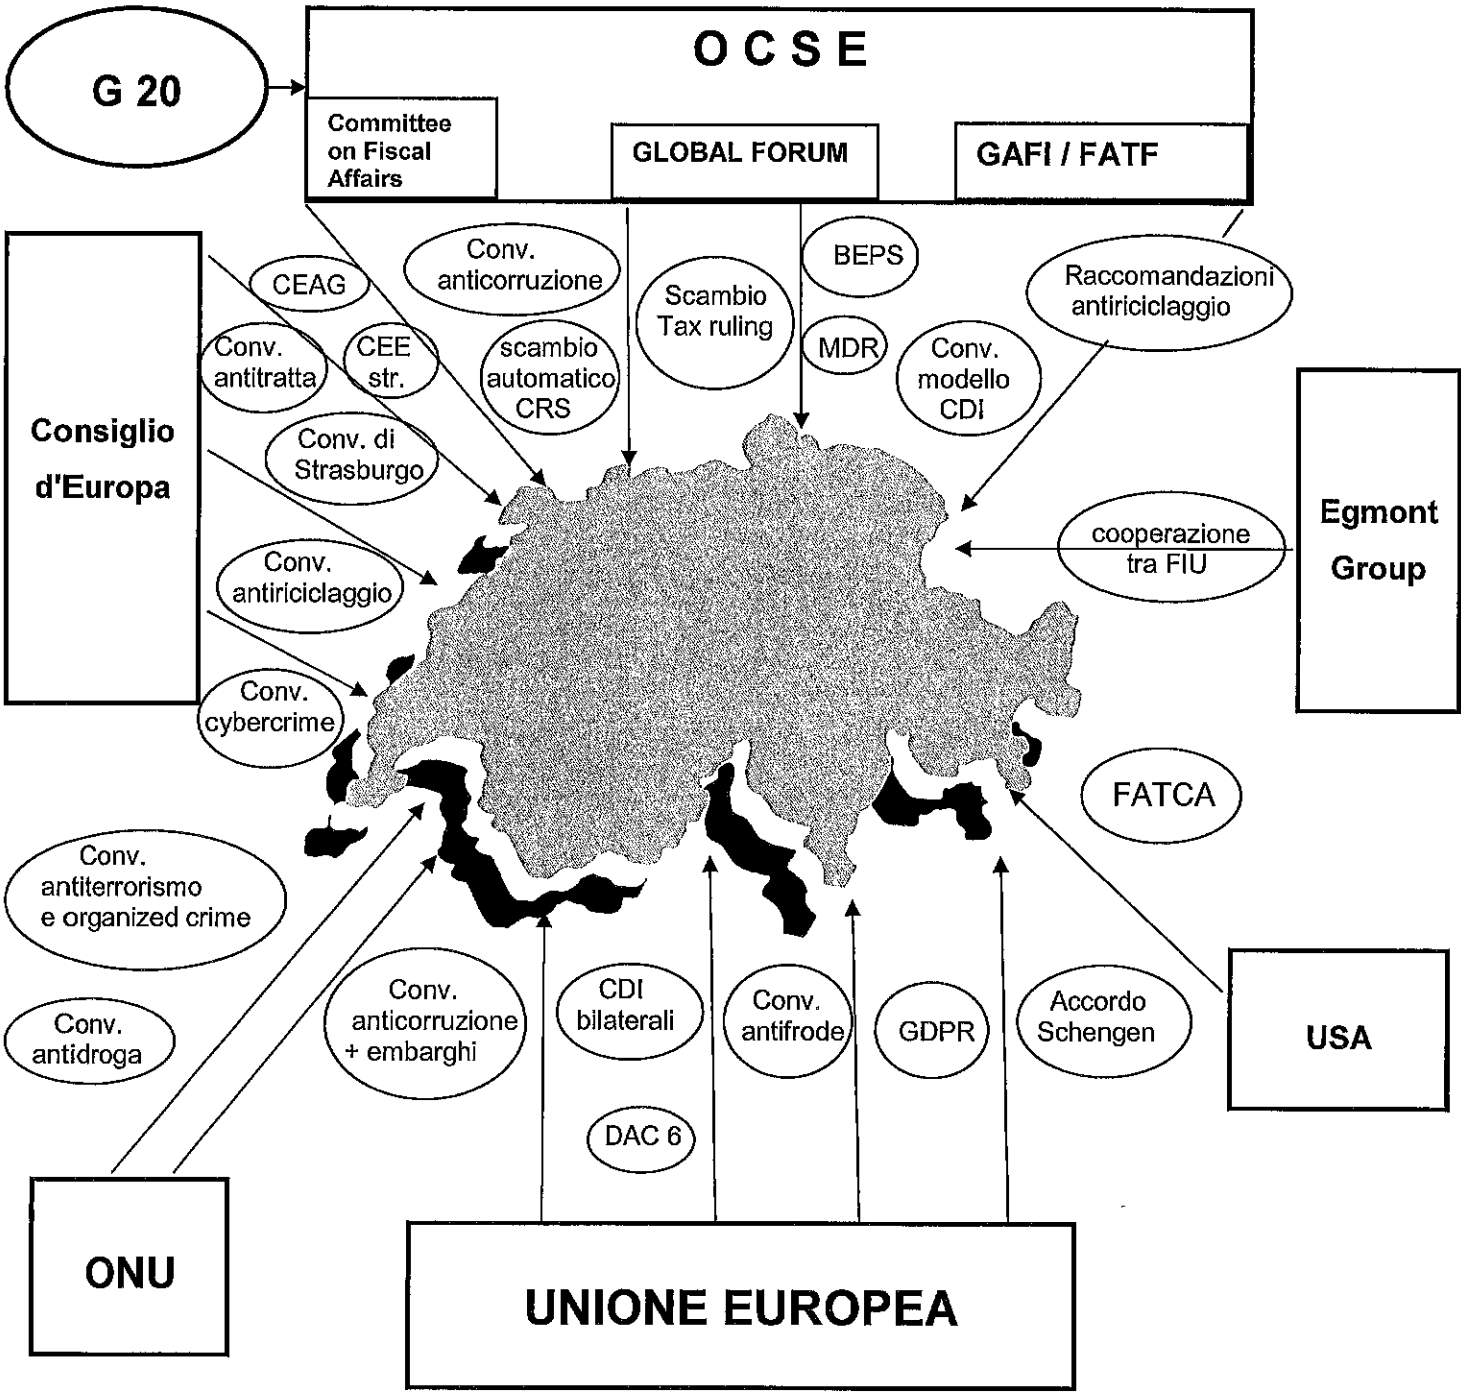 G 20
O C S E
Committee
on Fiscal
Affairs
GLOBAL FORUM
GAFI / FATF
Consiglio
d'Europa
CEAG
Conv.
antitratta
CEE
str.
Conv. di
Strasburgo
Conv.
antiriciclaggio
Conv.
cybercrime
Conv.
anticorruzione
scambio
automatico
CRS
Scambio
Tax ruling
BEPS
MDR
Conv.
modello
CDI
Raccomandazioni
antiriciclaggio
Egmont
Group
cooperazione
tra FIU
FATCA
USA
Conv.
antiterrorismo
e organized crime
Conv.
antidroga
Conv.
anticorruzione
+ embarghi
CDI
bilaterali
DAC 6
Conv.
antifrode
GDPR
Accordo
Schengen
ONU
UNIONE EUROPEA